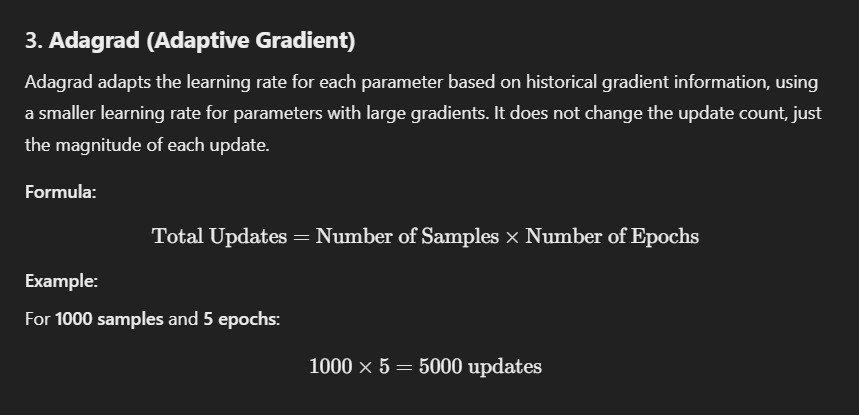 3. Adagrad (Adaptive Gradient)
Adagrad adapts the learning rate for each parameter based on historical gradient information, using
a smaller learning rate for parameters with large gradients. It does not change the update count, just
the magnitude of each update.
Formula:
Total Updates = Number of Samples × Number of Epochs
Example:
For 1000 samples and 5 epochs:
1000 × 5 = 5000 updates